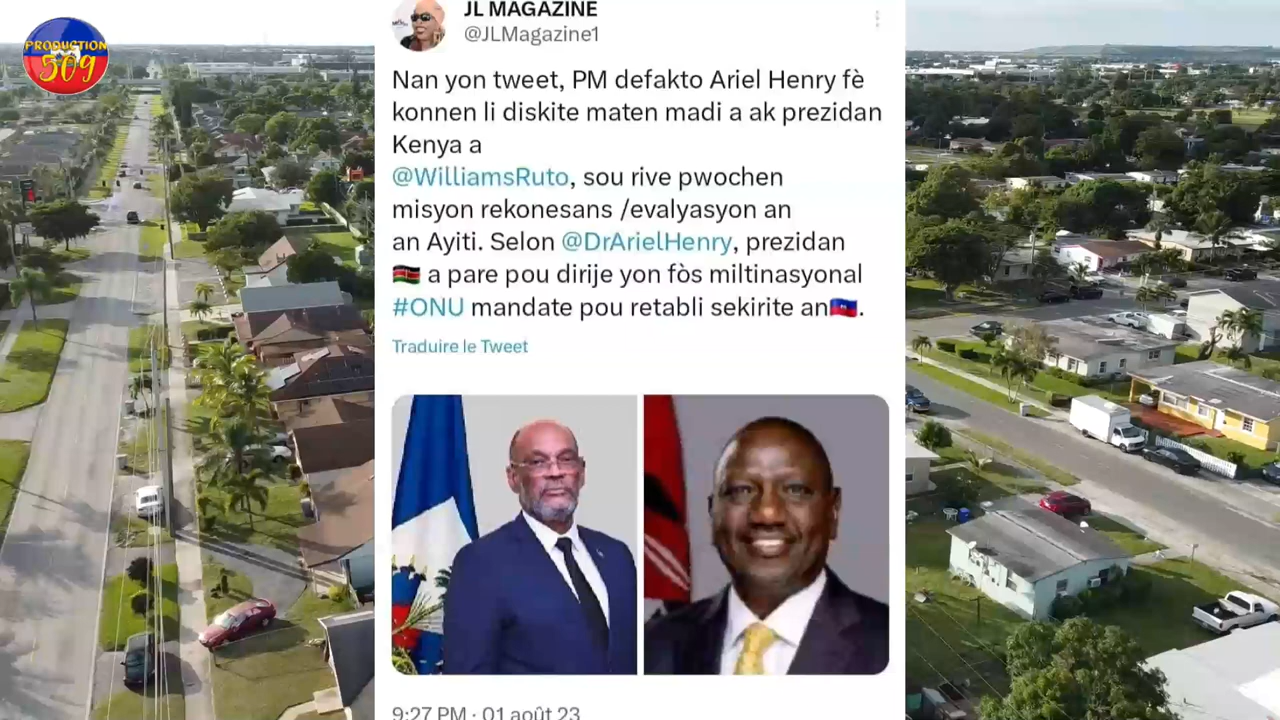 PRODUCTION
509
JL MAGAZINE
@JLMagazine1
Nan yon tweet, PM defakto Ariel Henry fè
konnen li diskite maten madi a ak prezidan
Kenya a
@WilliamsRuto, sou rive pwochen
misyon rekonesans /evalyasyon an
an Ayiti. Selon @DrArielHenry, prezidan
🇰🇪 a pare pou dirije yon fòs miltinasyonal
#ONU mandate pou retabli sekirite an🇭🇹.
Traduire le Tweet
9:27 PM · 01 août 23